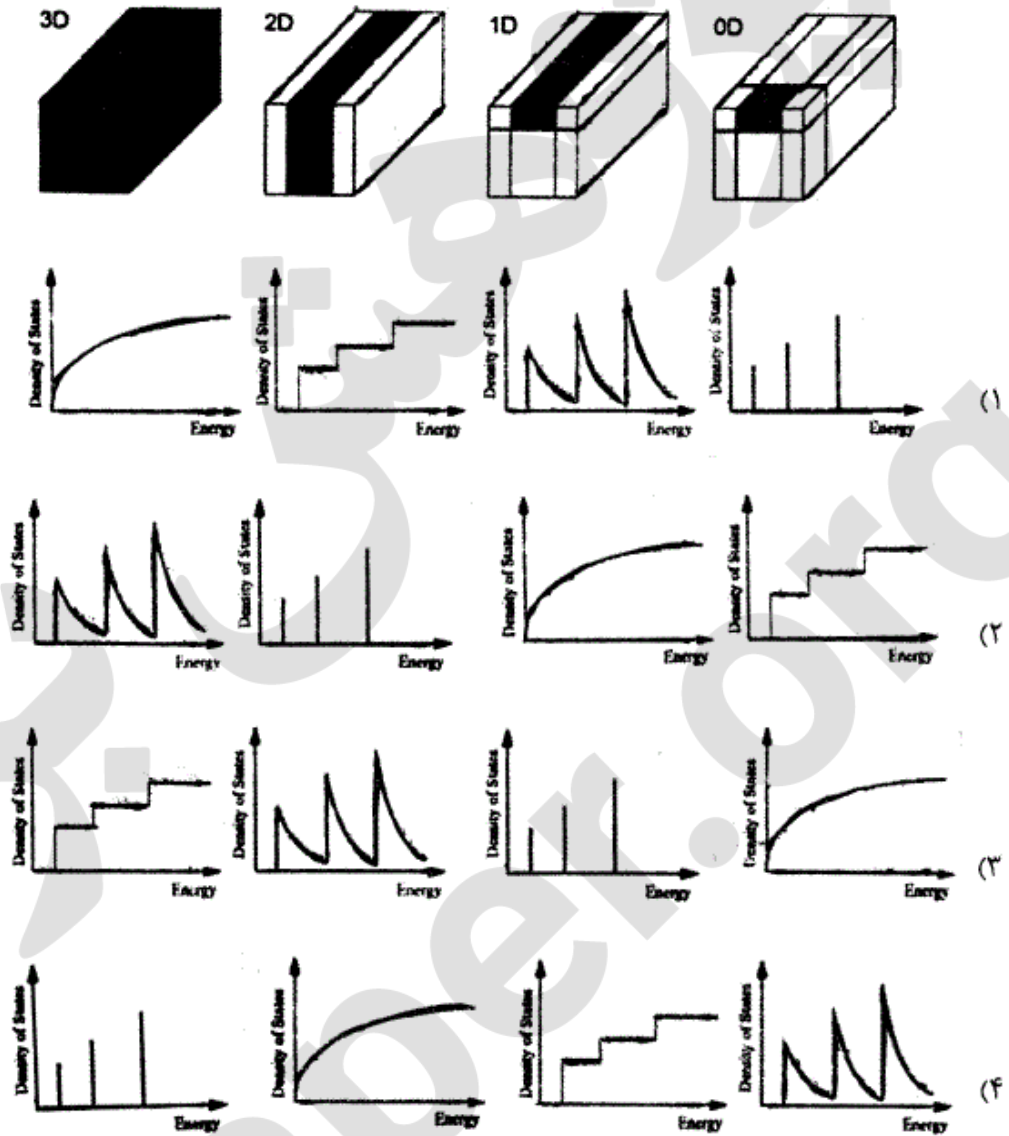 3D 2D 1D 0D
Density of States Density of States Density of States Density of States
Energy Energy Energy Energy
(۱
Density of States Density of States Density of States Density of States
Energy Energy Energy Energy
(۲
Density of States Density of States Density of States Density of States
Energy Energy Energy Energy
(۳
Density of States Density of States Density of States Density of States
Energy Energy Energy Energy
(۴
per.org